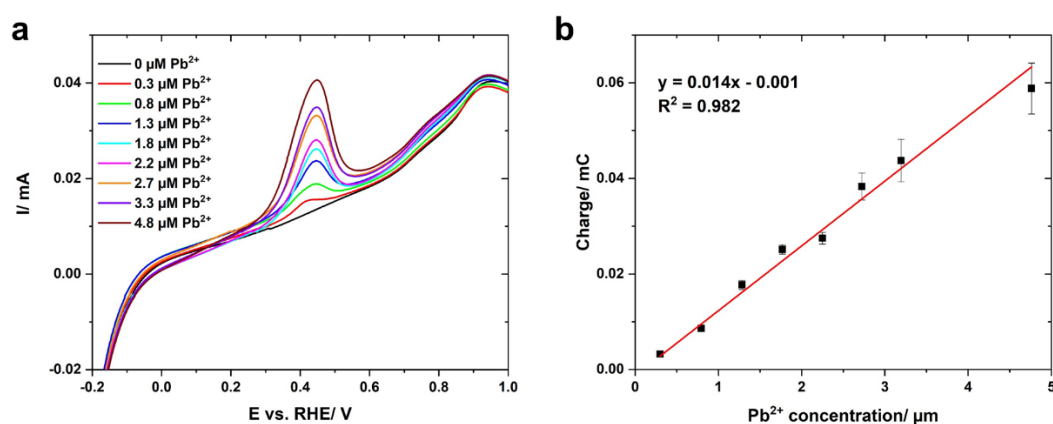 a
0 µM Pb²⁺
0.3 µM Pb²⁺
0.8 µM Pb²⁺
1.3 µM Pb²⁺
1.8 µM Pb²⁺
2.2 µM Pb²⁺
2.7 µM Pb²⁺
3.3 µM Pb²⁺
4.8 µM Pb²⁺
I/ mA
0.04
0.02
0.00
-0.02
-0.2 0.0 0.2 0.4 0.6 0.8 1.0
E vs. RHE/ V
b
y = 0.014x - 0.001
R² = 0.982
Charge/ mC
0.06
0.04
0.02
0.00
0 1 2 3 4 5
Pb²⁺ concentration/ µm